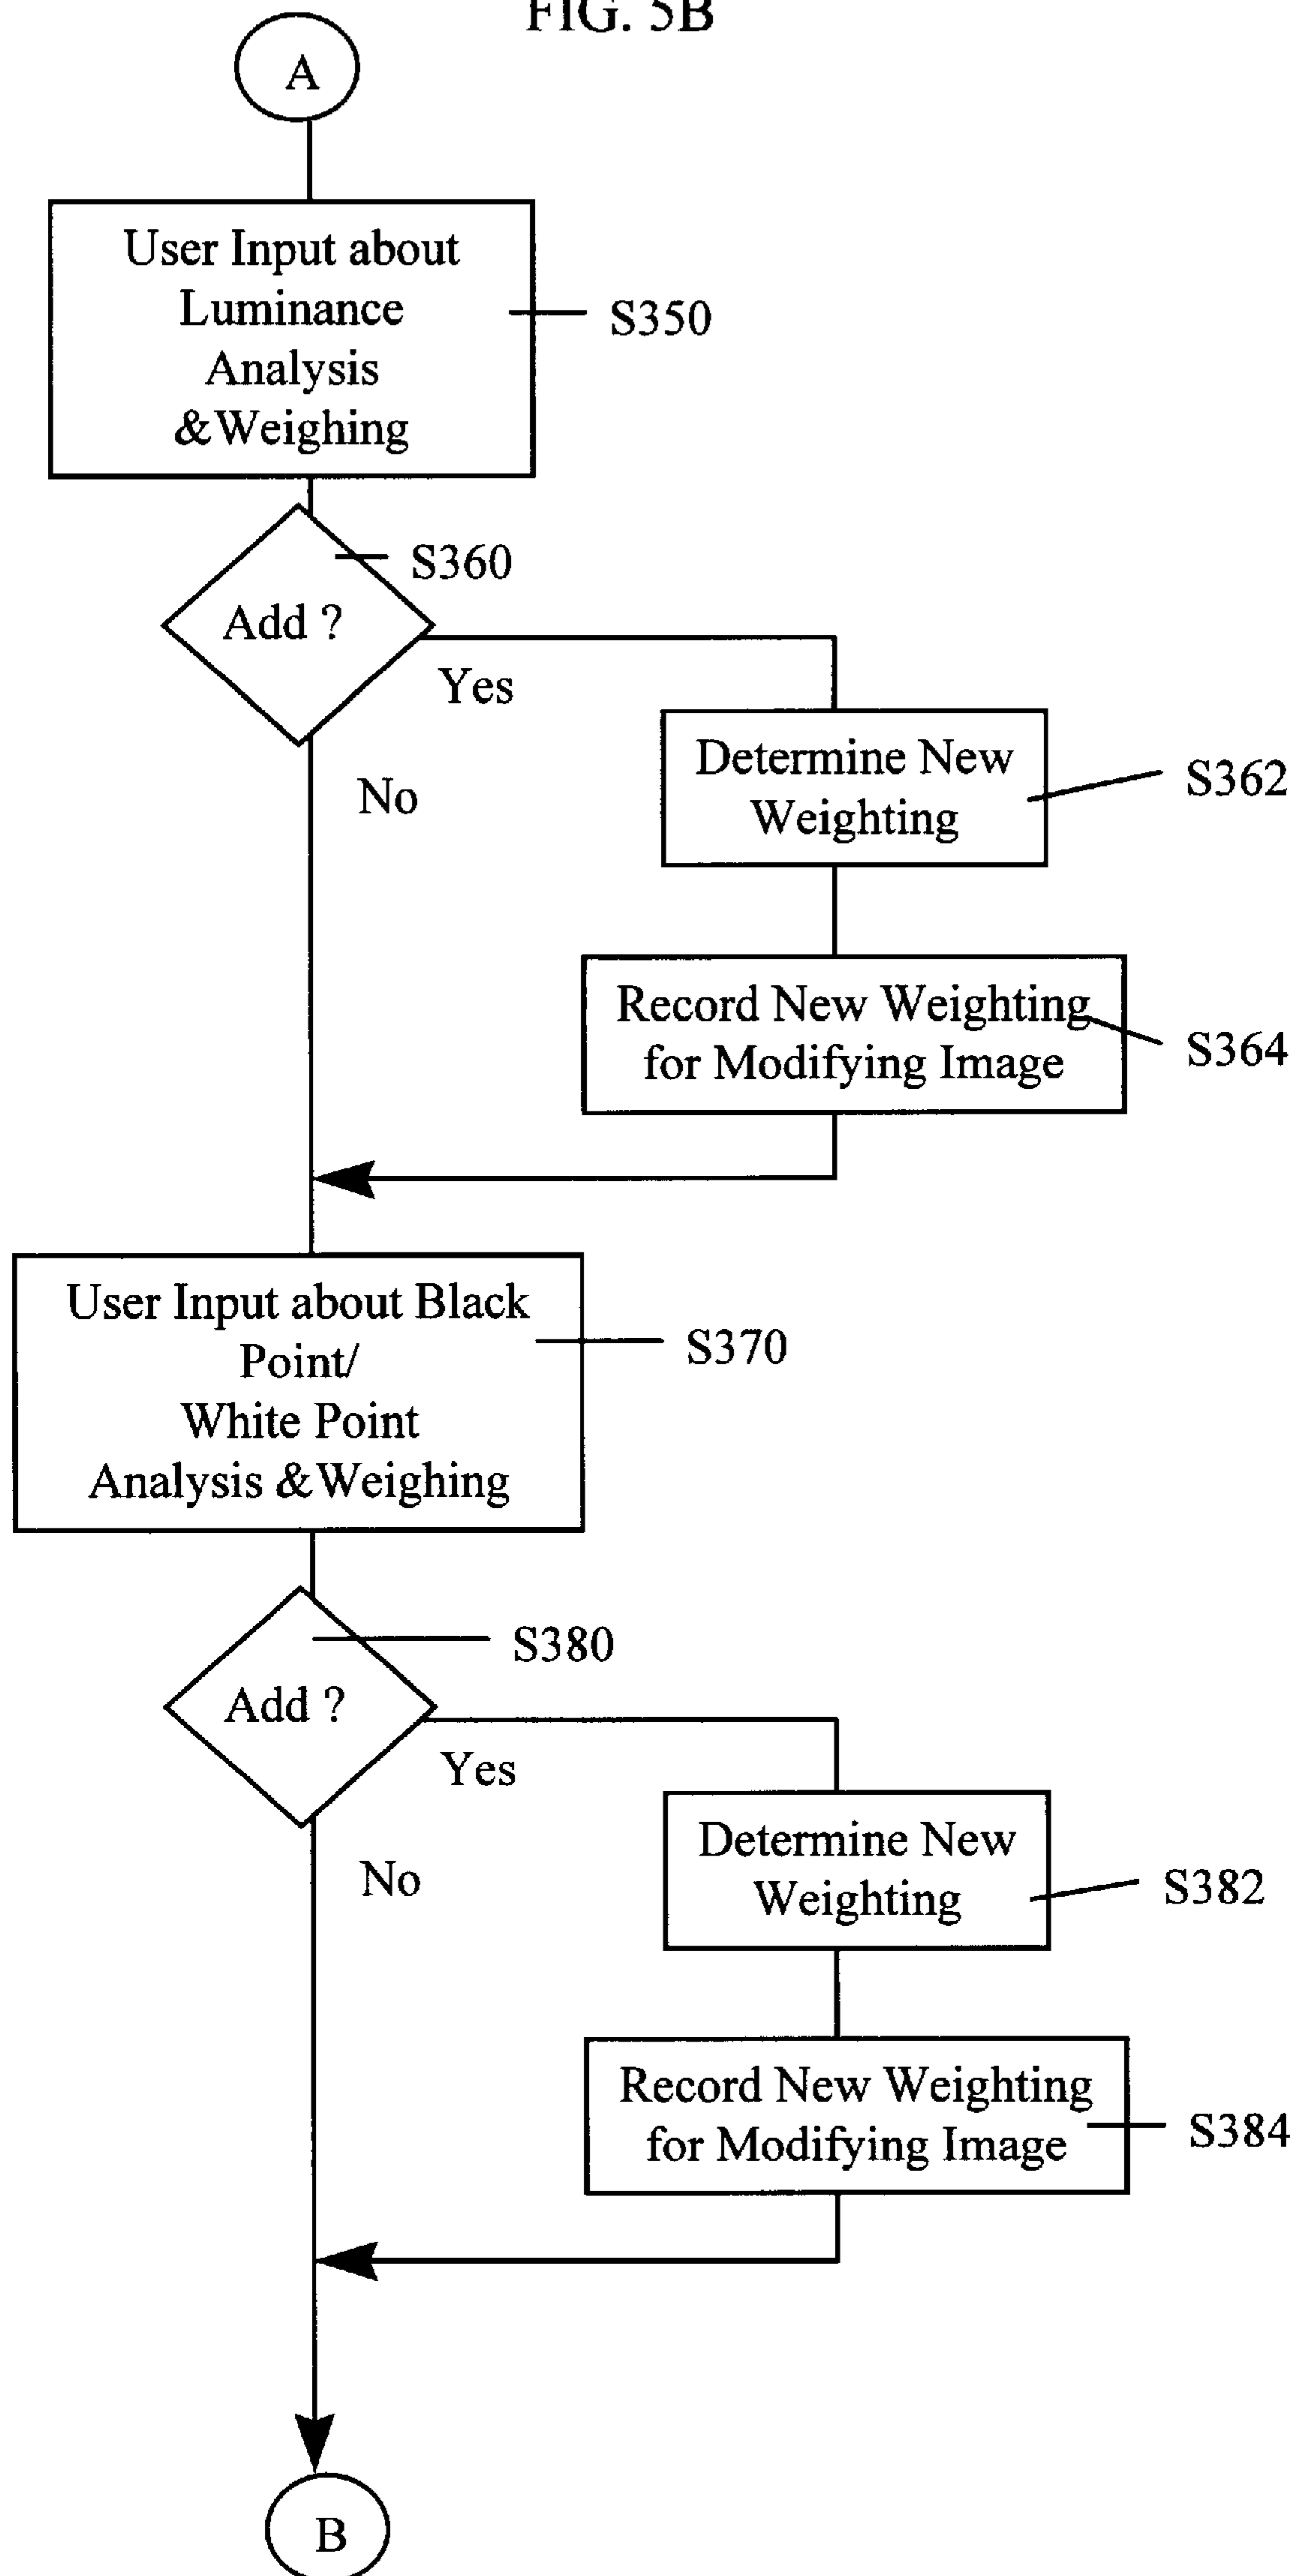 FIG. 5B
A
User Input about
Luminance
Analysis
&Weighing
S350
S360
Add ?
Yes
No
Determine New
Weighting
S362
Record New Weighting
for Modifying Image
S364
User Input about Black
Point/
White Point
Analysis &Weighing
S370
S380
Add ?
Yes
No
Determine New
Weighting
S382
Record New Weighting
for Modifying Image
S384
B